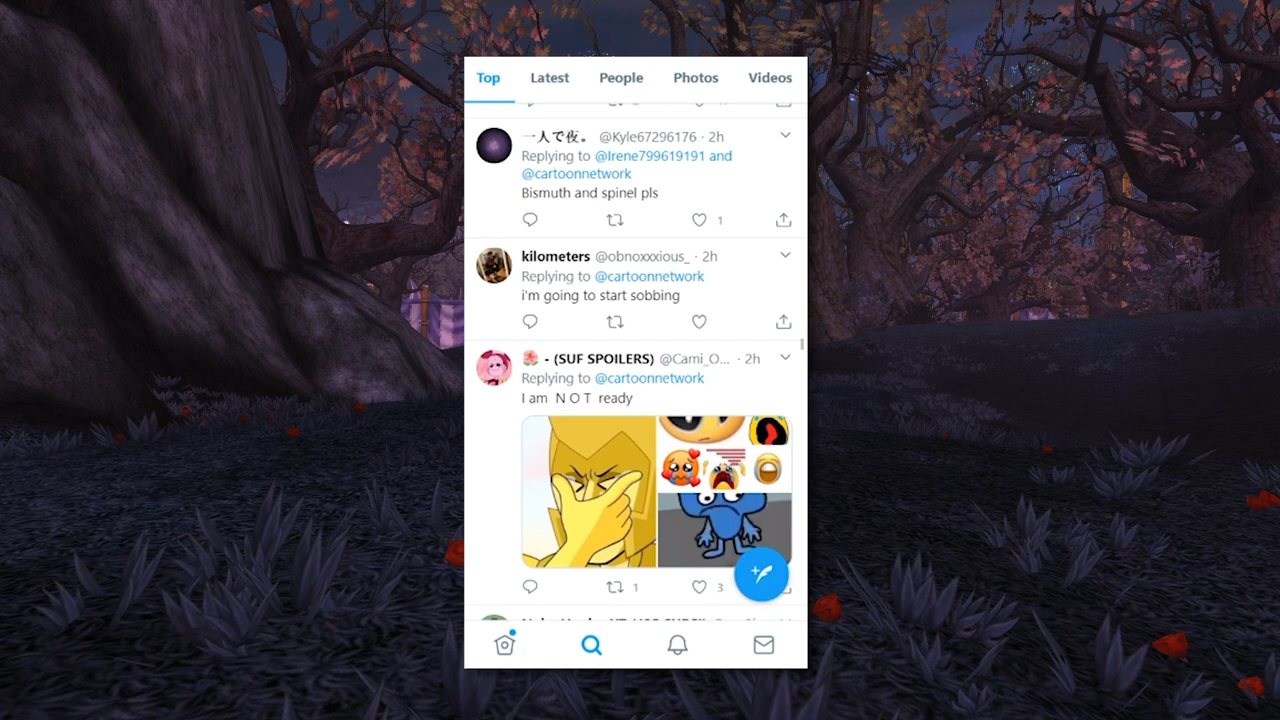 Top Latest People Photos Videos
一人で夜。 @Kyle67296176 · 2h
Replying to @Irene799619191 and
@cartoonnetwork
Bismuth and spinel pls
1
kilometers @obnoxxxious_ · 2h
Replying to @cartoonnetwork
i'm going to start sobbing
🌺 - (SUF SPOILERS) @Cami_O... · 2h
Replying to @cartoonnetwork
I am N O T ready
1 3